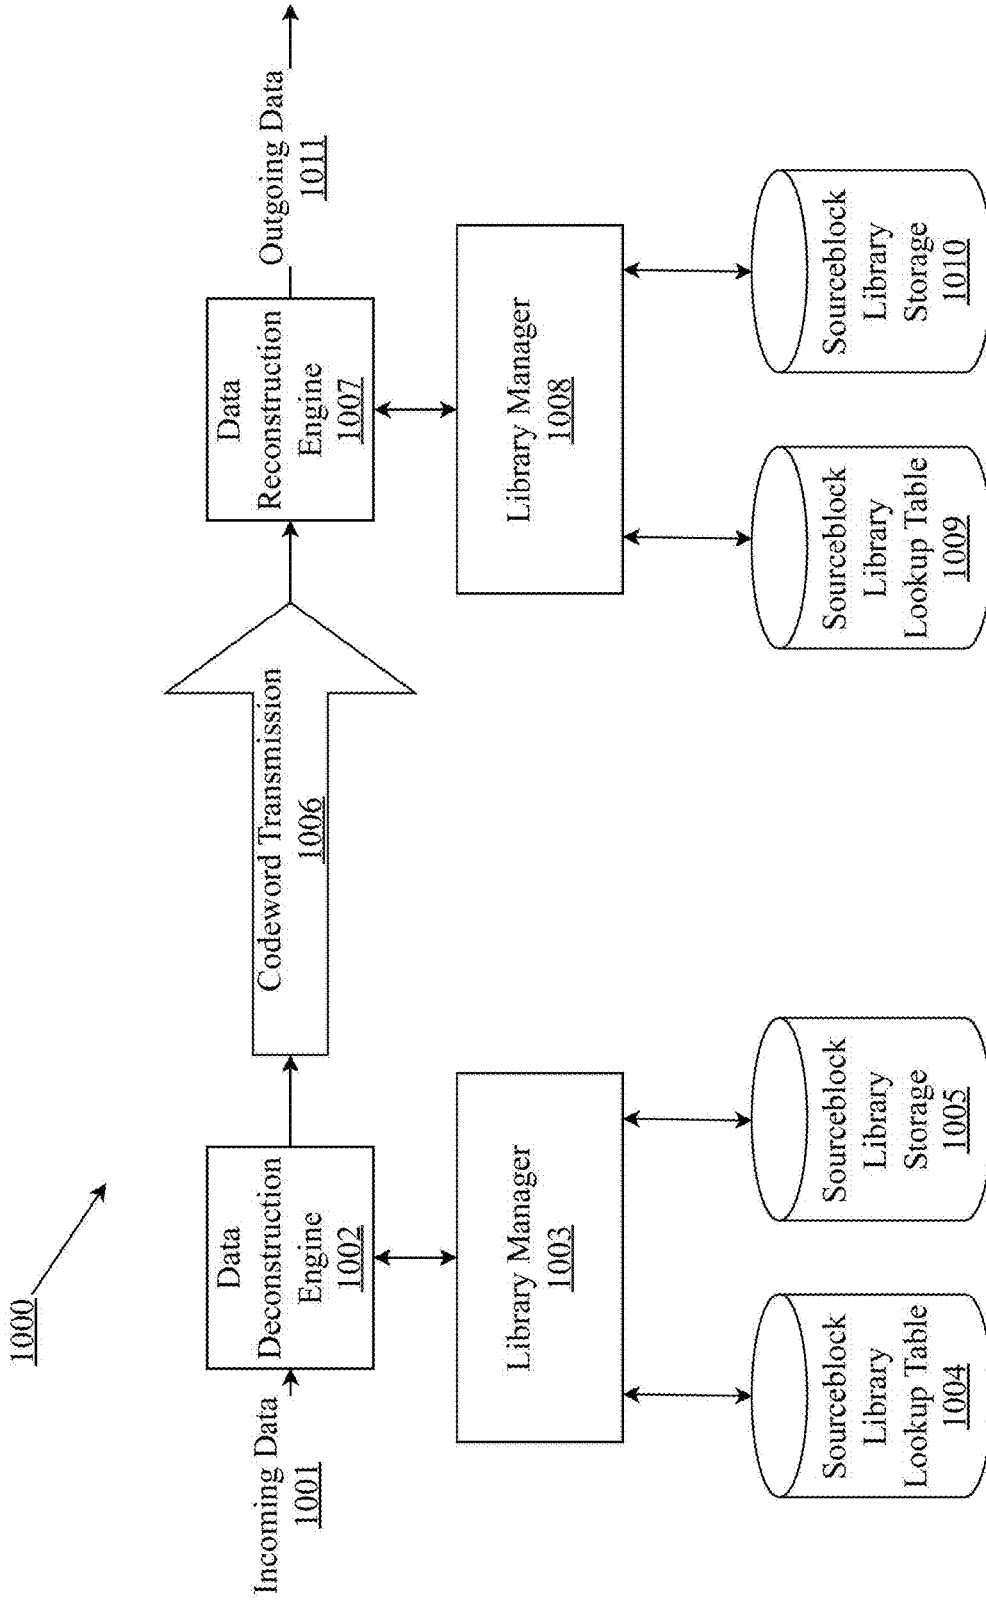 1000
Incoming Data
1001
Data
Deconstruction
Engine
1002
Codeword Transmission
1006
Data
Reconstruction
Engine
1007
Outgoing Data
1011
Library Manager
1003
Library Manager
1008
Sourceblock
Library
Lookup Table
1004
Sourceblock
Library
Storage
1005
Sourceblock
Library
Lookup Table
1009
Sourceblock
Library
Storage
1010